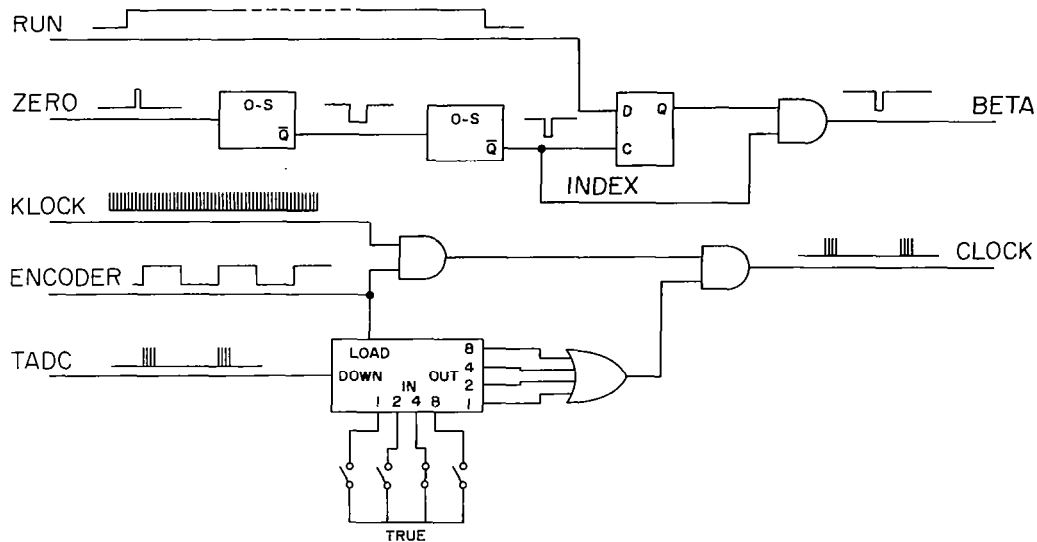 RUN
ZERO
O-S
Q̅
O-S
Q̅
D Q
C
BETA
INDEX
KLOCK
CLOCK
ENCODER
TADC
LOAD
DOWN
IN
OUT
8
4
2
1
1 2 4 8
TRUE